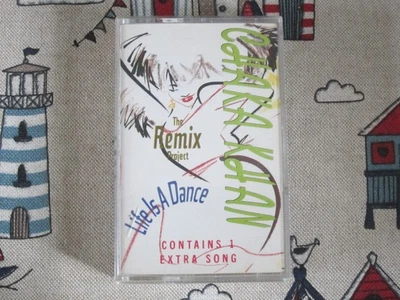 CHAKA KHAN
The
Remix
Project
Life Is A Dance
CONTAINS 1
EXTRA SONG